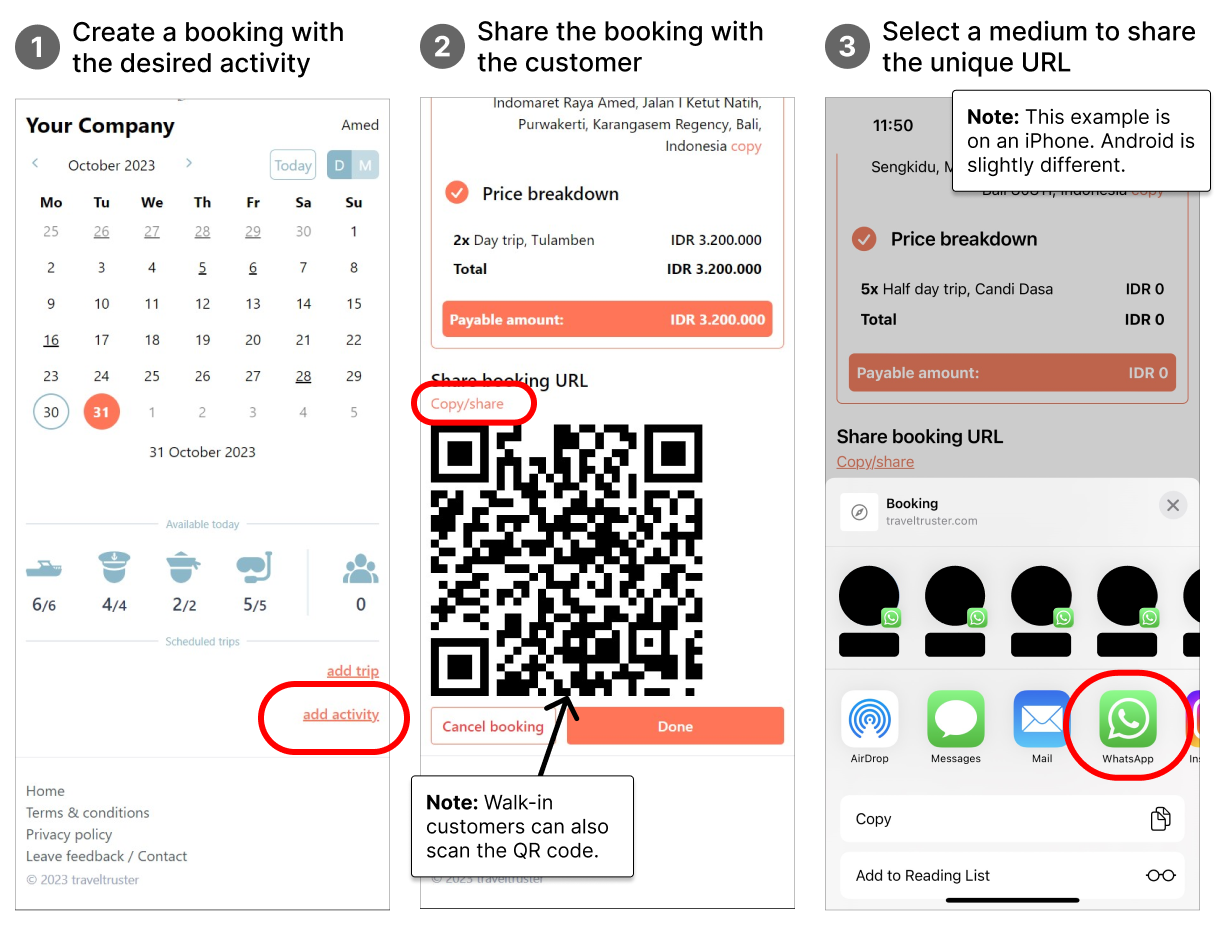 1
Create a booking with
the desired activity
Your Company
Amed
October 2023
Today
D
M
Mo Tu We Th Fr Sa Su
25 26 27 28 29 30 1
2 3 4 5 6 7 8
9 10 11 12 13 14 15
16 17 18 19 20 21 22
23 24 25 26 27 28 29
30 31 1 2 3 4 5
31 October 2023
Available today
6/6 4/4 2/2 5/5 0
Scheduled trips
add trip
add activity
Home
Terms & conditions
Privacy policy
Leave feedback / Contact
© 2023 traveltruster
2
Share the booking with
the customer
Indomaret Raya Amed, Jalan I Ketut Natih,
Purwakerti, Karangasem Regency, Bali,
Indonesia copy
Price breakdown
2x Day trip, Tulamben IDR 3.200.000
Total IDR 3.200.000
Payable amount: IDR 3.200.000
Share booking URL
Copy/share
Cancel booking
Done
Note: Walk-in
customers can also
scan the QR code.
© 2023 traveltruster
3
Select a medium to share
the unique URL
11:50
Note: This example is
on an iPhone. Android is
slightly different.
Sengkidu,
Indonesia copy
Price breakdown
5x Half day trip, Candi Dasa IDR 0
Total IDR 0
Payable amount: IDR 0
Share booking URL
Copy/share
Booking
traveltruster.com
AirDrop
Messages
Mail
WhatsApp
Copy
Add to Reading List